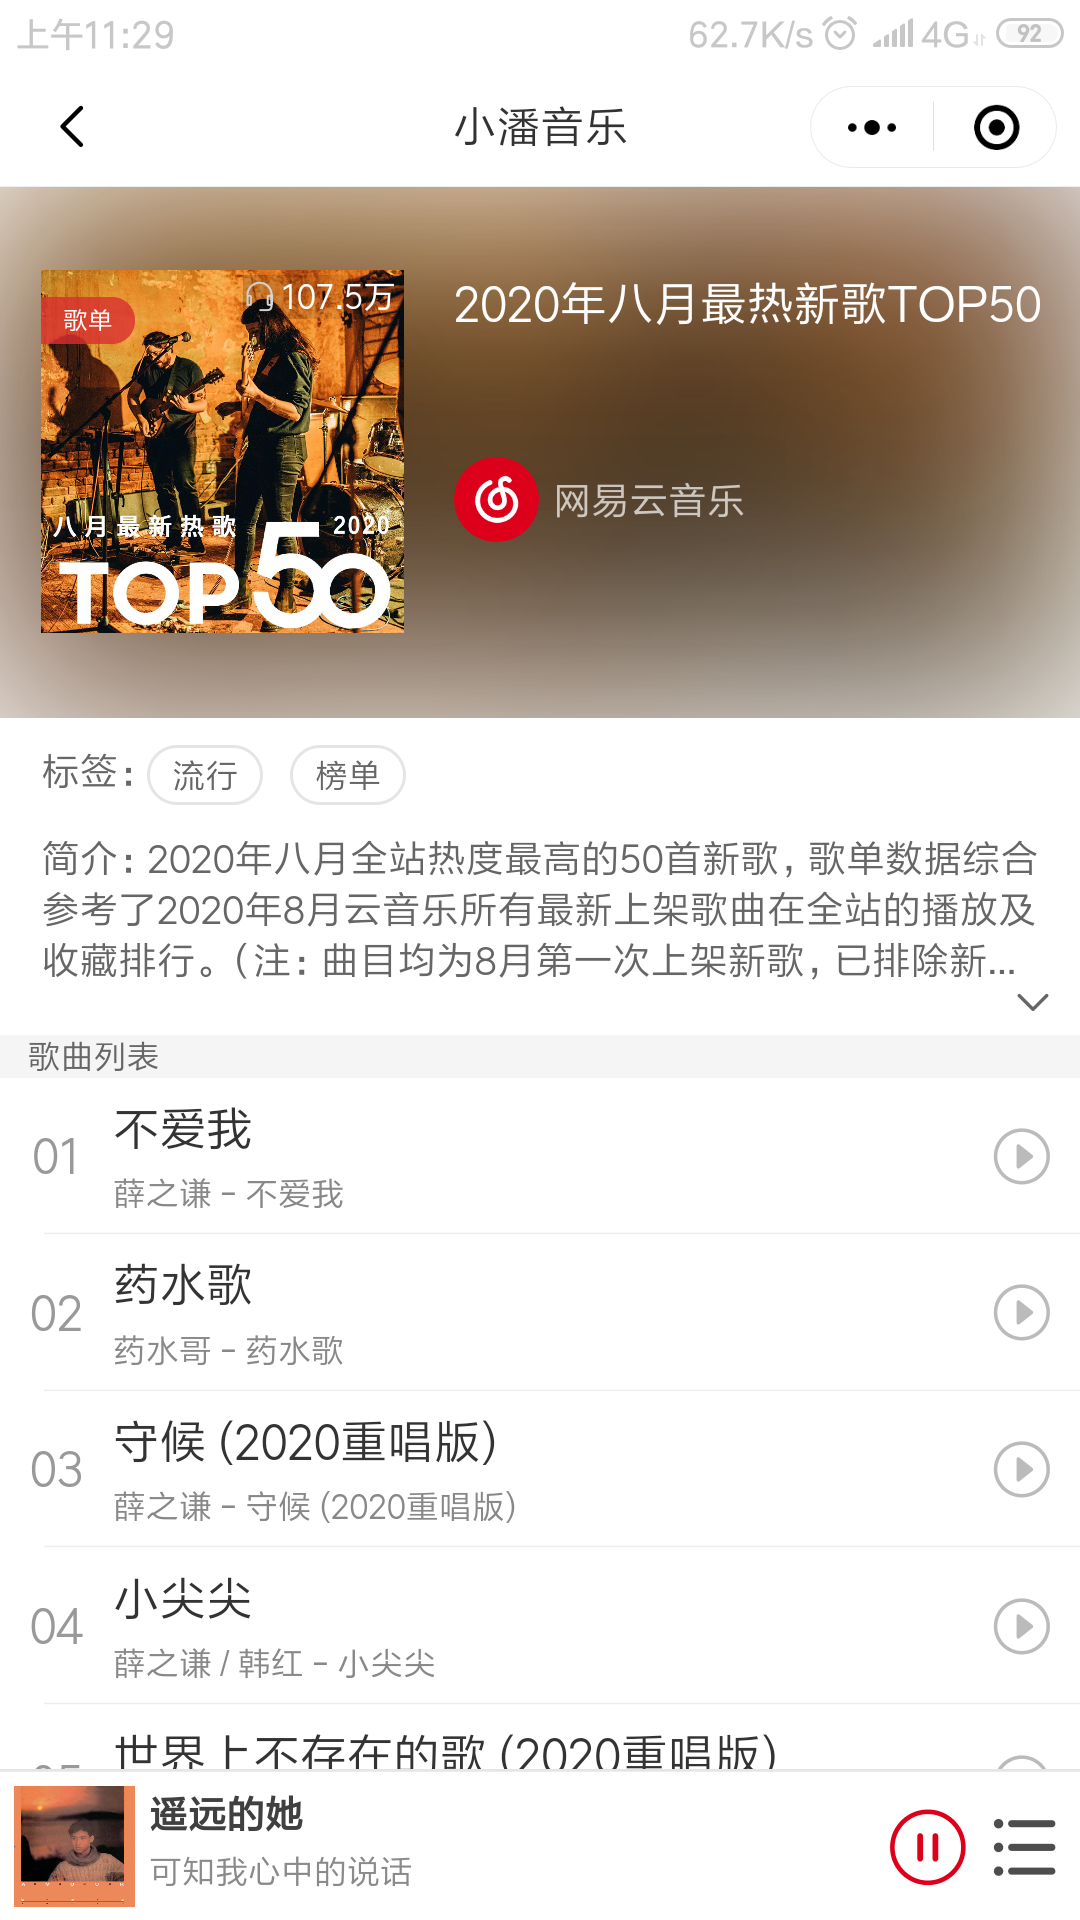 上午11:29
62.7K/s 4G 92
小潘音乐
歌单
107.5万
八月最新热歌 2020
TOP50
2020年八月最热新歌TOP50
网易云音乐
标签: 流行 榜单
简介: 2020年八月全站热度最高的50首新歌, 歌单数据综合
参考了2020年8月云音乐所有最新上架歌曲在全站的播放及
收藏排行。(注: 曲目均为8月第一次上架新歌, 已排除新...
歌曲列表
01
不爱我
薛之谦 - 不爱我
02
药水歌
药水哥 - 药水歌
03
守候 (2020重唱版)
薛之谦 - 守候 (2020重唱版)
04
小尖尖
薛之谦 / 韩红 - 小尖尖
05
世界上不存在的歌 (2020重唱版)
遥远的她
可知我心中的说话